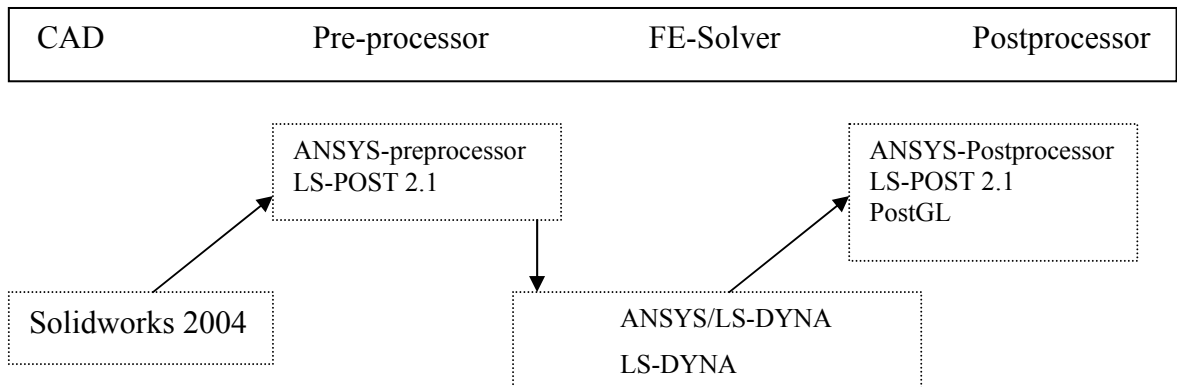 CAD Pre-processor FE-Solver Postprocessor
ANSYS-preprocessor
LS-POST 2.1
ANSYS-Postprocessor
LS-POST 2.1
PostGL
Solidworks 2004
ANSYS/LS-DYNA
LS-DYNA